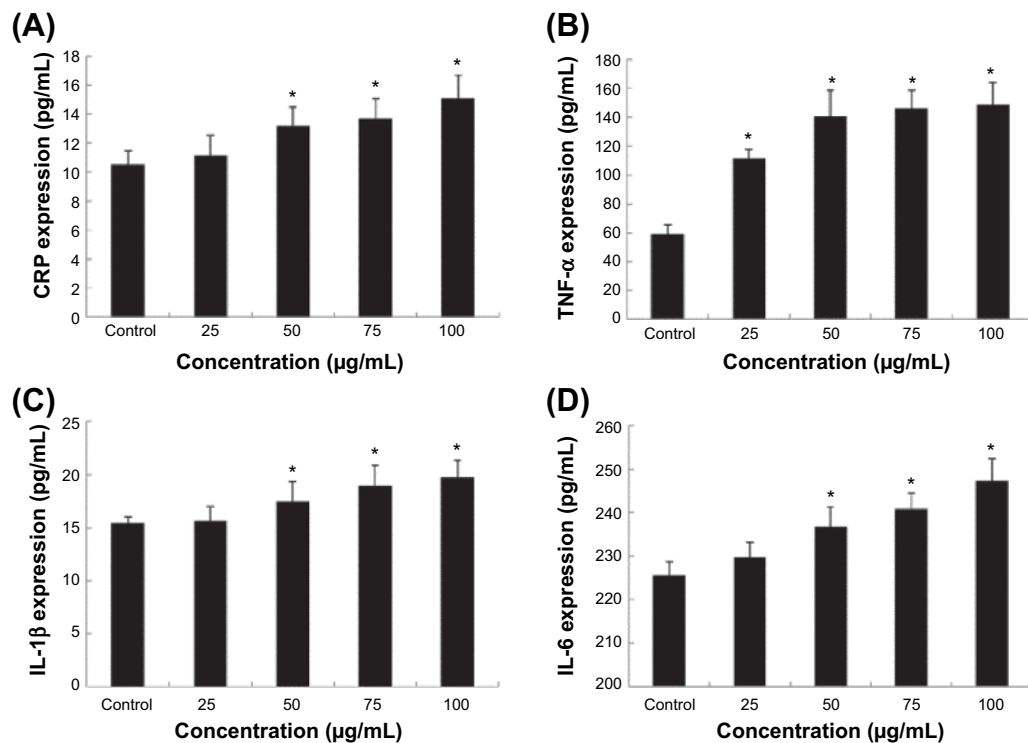 (A)
CRP expression (pg/mL)
18
16
14
12
10
8
6
4
2
0
* * *
Control 25 50 75 100
Concentration (µg/mL)
(B)
TNF-α expression (pg/mL)
180
160
140
120
100
80
60
40
20
0
* * * *
Control 25 50 75 100
Concentration (µg/mL)
(C)
IL-1β expression (pg/mL)
25
20
15
10
5
0
* * *
Control 25 50 75 100
Concentration (µg/mL)
(D)
IL-6 expression (pg/mL)
260
250
240
230
220
210
200
* * *
Control 25 50 75 100
Concentration (µg/mL)